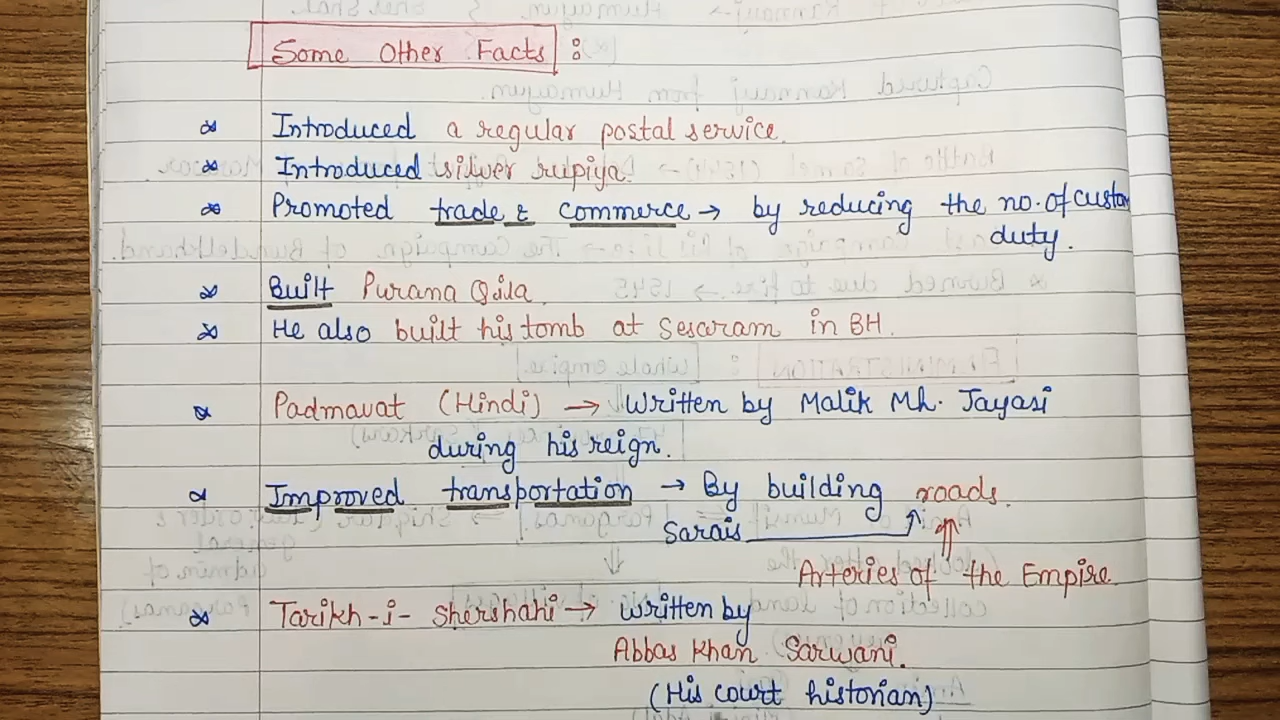 Some Other Facts :
Introduced a regular postal service.
Introduced silver rupiya.
Promoted trade & commerce → by reducing the no. of custom
duty.
Built Purana Qila.
He also built his tomb at Sesaram in BH.
Padmavat (Hindi) → Written by Malik Mh. Jayasi
during his reign.
Improved transportation → By building roads.
Sarais
Arteries of the Empire
Tarikh-i-Shershahi → written by
Abbas Khan Sarwani.
(His court historian)